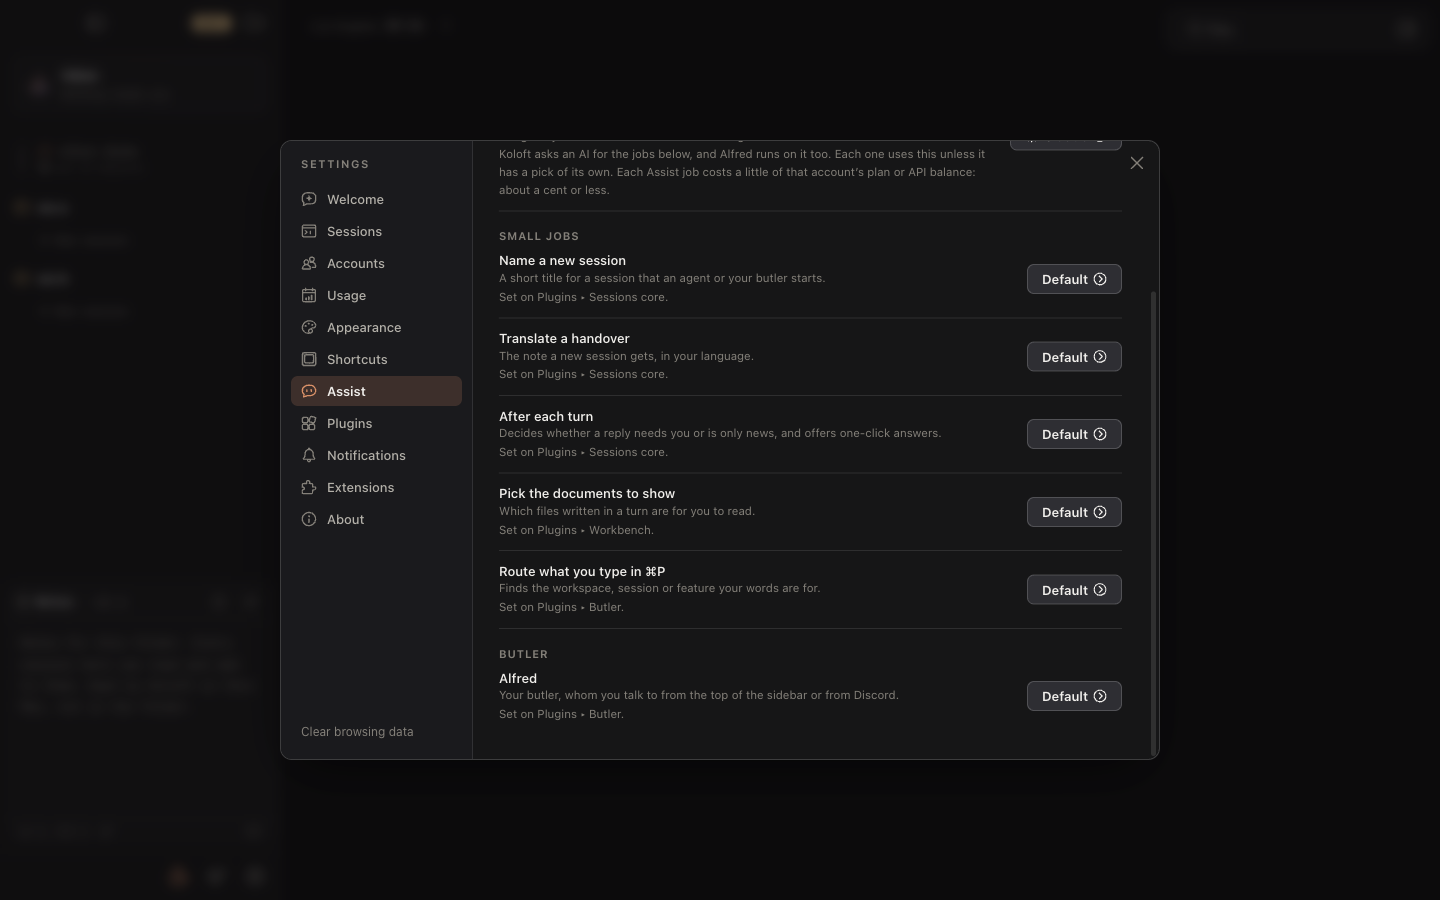 SETTINGS
Welcome
Sessions
Accounts
Usage
Appearance
Shortcuts
Assist
Plugins
Notifications
Extensions
About
Clear browsing data
Koloft asks an AI for the jobs below, and Alfred runs on it too. Each one uses this unless it
has a pick of its own. Each Assist job costs a little of that account's plan or API balance:
about a cent or less.
SMALL JOBS
Name a new session
A short title for a session that an agent or your butler starts.
Set on Plugins ▸ Sessions core.
Default
Translate a handover
The note a new session gets, in your language.
Set on Plugins ▸ Sessions core.
Default
After each turn
Decides whether a reply needs you or is only news, and offers one-click answers.
Set on Plugins ▸ Sessions core.
Default
Pick the documents to show
Which files written in a turn are for you to read.
Set on Plugins ▸ Workbench.
Default
Route what you type in ⌘P
Finds the workspace, session or feature your words are for.
Set on Plugins ▸ Butler.
Default
BUTLER
Alfred
Your butler, whom you talk to from the top of the sidebar or from Discord.
Set on Plugins ▸ Butler.
Default